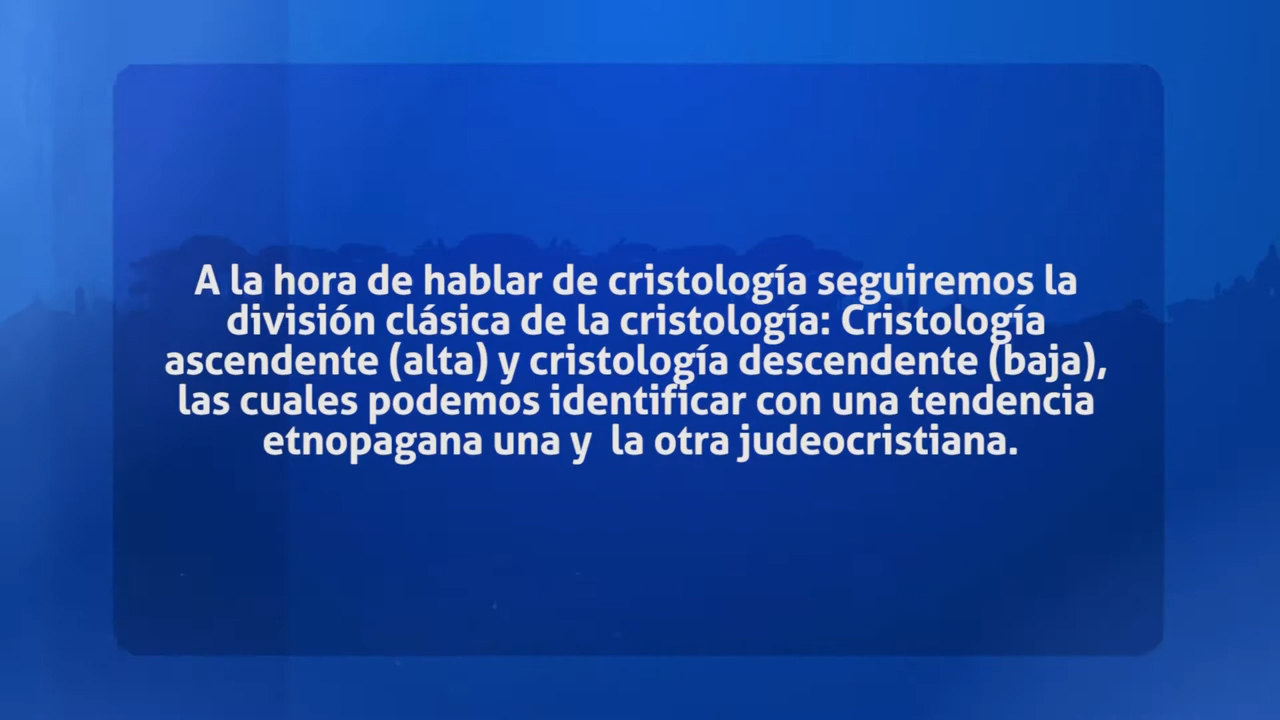 A la hora de hablar de cristología seguiremos la
división clásica de la cristología: Cristología
ascendente (alta) y cristología descendente (baja),
las cuales podemos identificar con una tendencia
etnopagana una y  la otra judeocristiana.